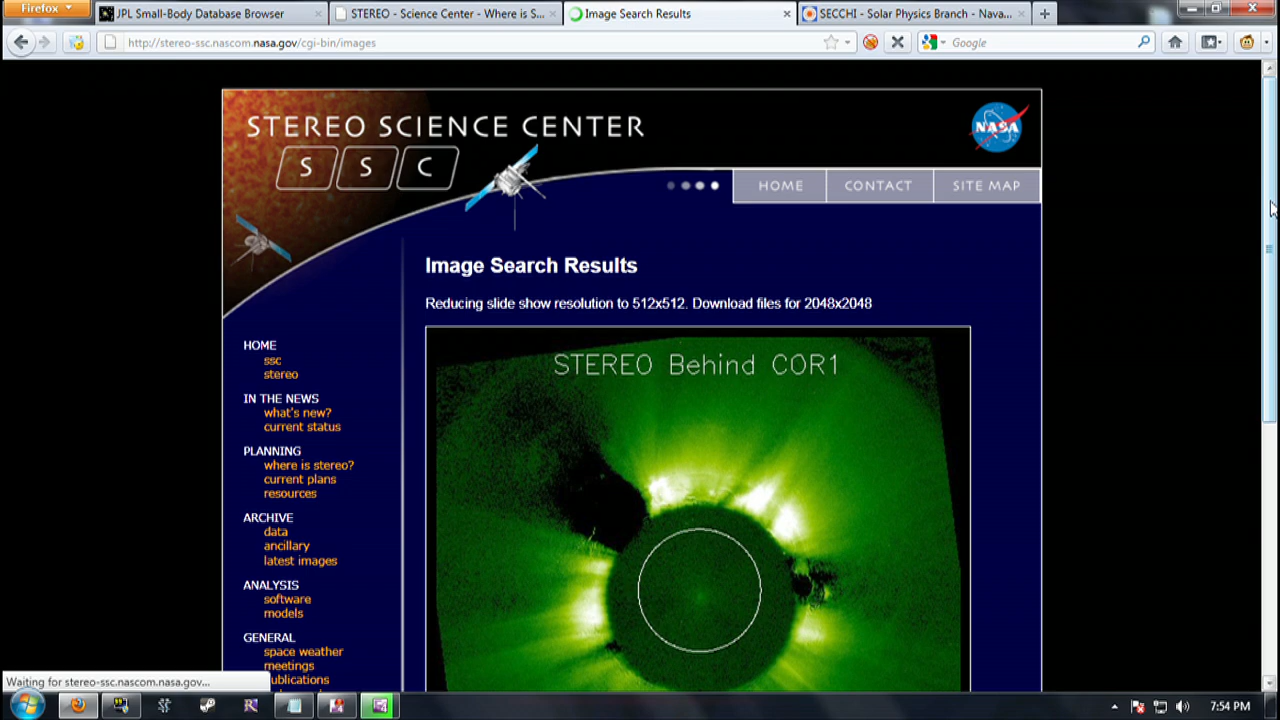 Firefox
JPL Small-Body Database Browser
STEREO - Science Center - Where is S...
Image Search Results
SECCHI - Solar Physics Branch - Nava...
http://stereo-ssc.nascom.nasa.gov/cgi-bin/images
Google
STEREO SCIENCE CENTER
S S C
NASA
HOME
CONTACT
SITE MAP
Image Search Results
Reducing slide show resolution to 512x512. Download files for 2048x2048
STEREO Behind COR1
HOME
ssc
stereo
IN THE NEWS
what's new?
current status
PLANNING
where is stereo?
current plans
resources
ARCHIVE
data
ancillary
latest images
ANALYSIS
software
models
GENERAL
space weather
meetings
publications
Waiting for stereo-ssc.nascom.nasa.gov...
7:54 PM